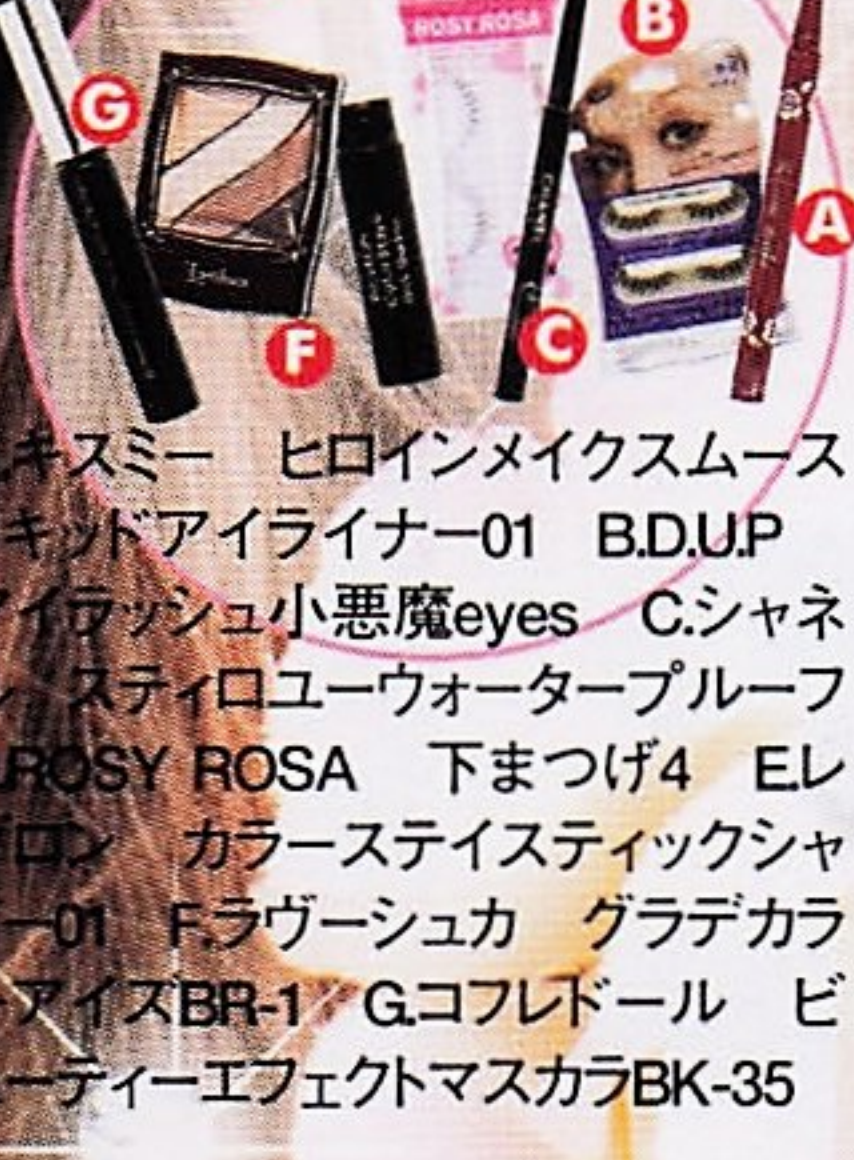 ROSY ROSA
B
G
A
F
C
キスミー　ヒロインメイクスムース
キッドアイライナー01　B.D.U.P
アイラッシュ小悪魔eyes　C.シャネ
ル　スティロユーウォータープルーフ
.ROSY ROSA　下まつげ4　E.レ
ブロン　カラーステイスティックシャ
ー01　F.ラヴーシュカ　グラデカラ
ーアイズBR-1　G.コフレドール　ビ
ーティーエフェクトマスカラBK-35